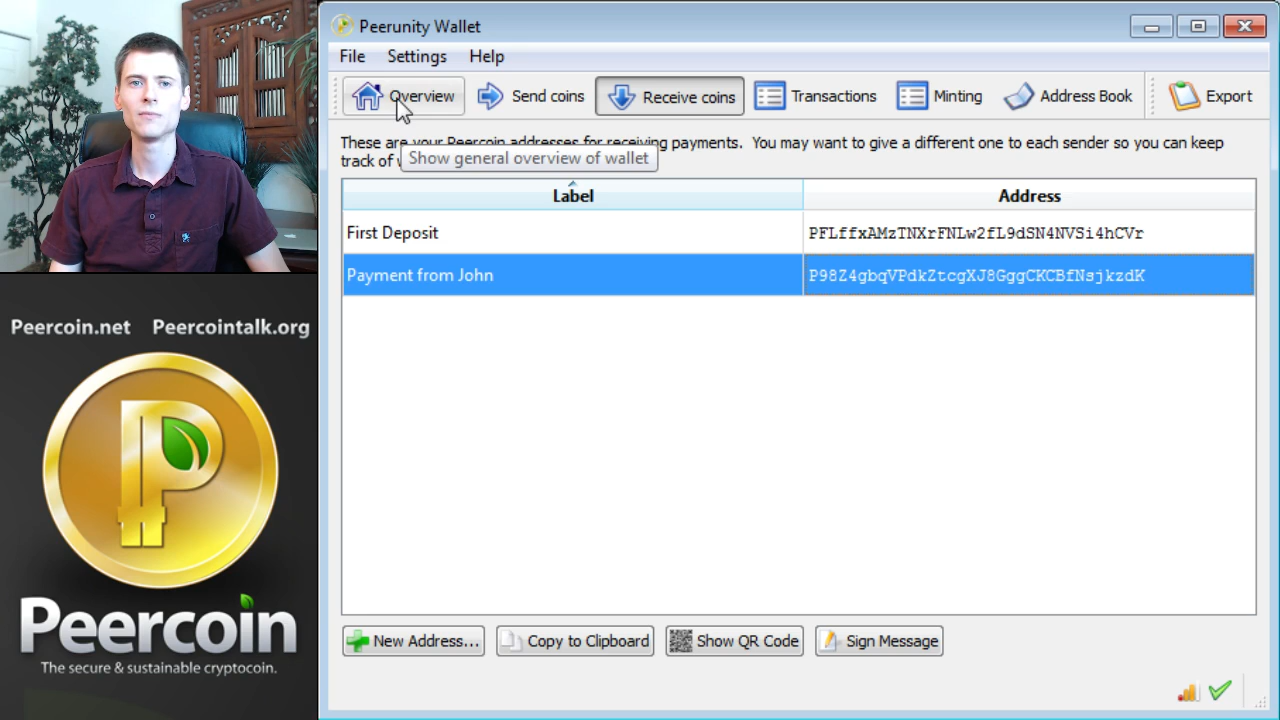 Peerunity Wallet
File Settings Help
Overview Send coins Receive coins Transactions Minting Address Book Export
These are your Peercoin addresses for receiving payments. You may want to give a different one to each sender so you can keep
track of
Show general overview of wallet
Label Address
First Deposit PFLffxAMzTNXrFNLw2fL9dSN4NVSi4hCVr
Payment from John P98Z4gbqVPdkZtcgXJ8GggCKCBfNsjkzdK
New Address... Copy to Clipboard Show QR Code Sign Message
Peercoin.net Peercointalk.org
Peercoin
The secure & sustainable cryptocoin.